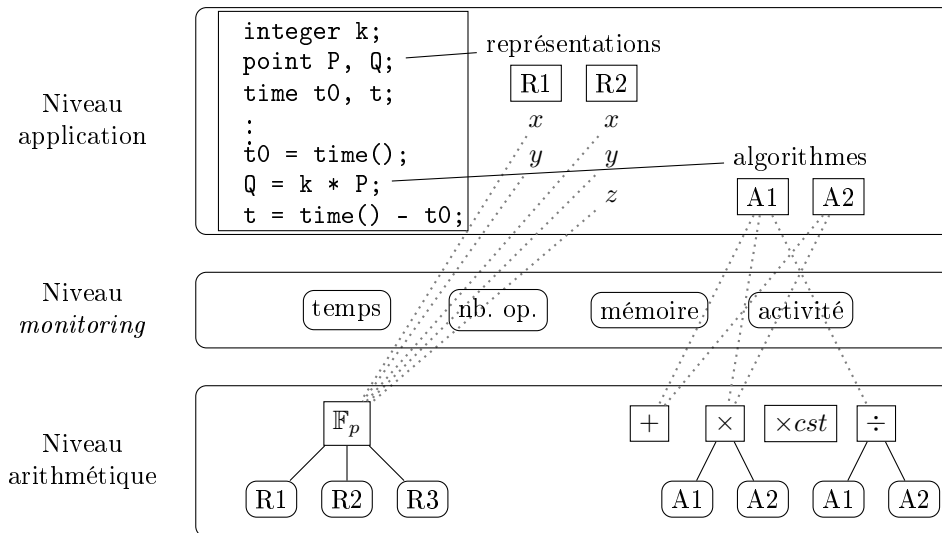 integer k;
point P, Q;
time t0, t;
⋮
t0 = time();
Q = k * P;
t = time() - t0;
représentations
R1 R2
x x
y y
z
algorithmes
A1 A2
Niveau
application
Niveau
monitoring
temps nb. op. mémoire activité
Niveau
arithmétique
𝔽p + × ×cst ÷
R1 R2 R3 A1 A2 A1 A2